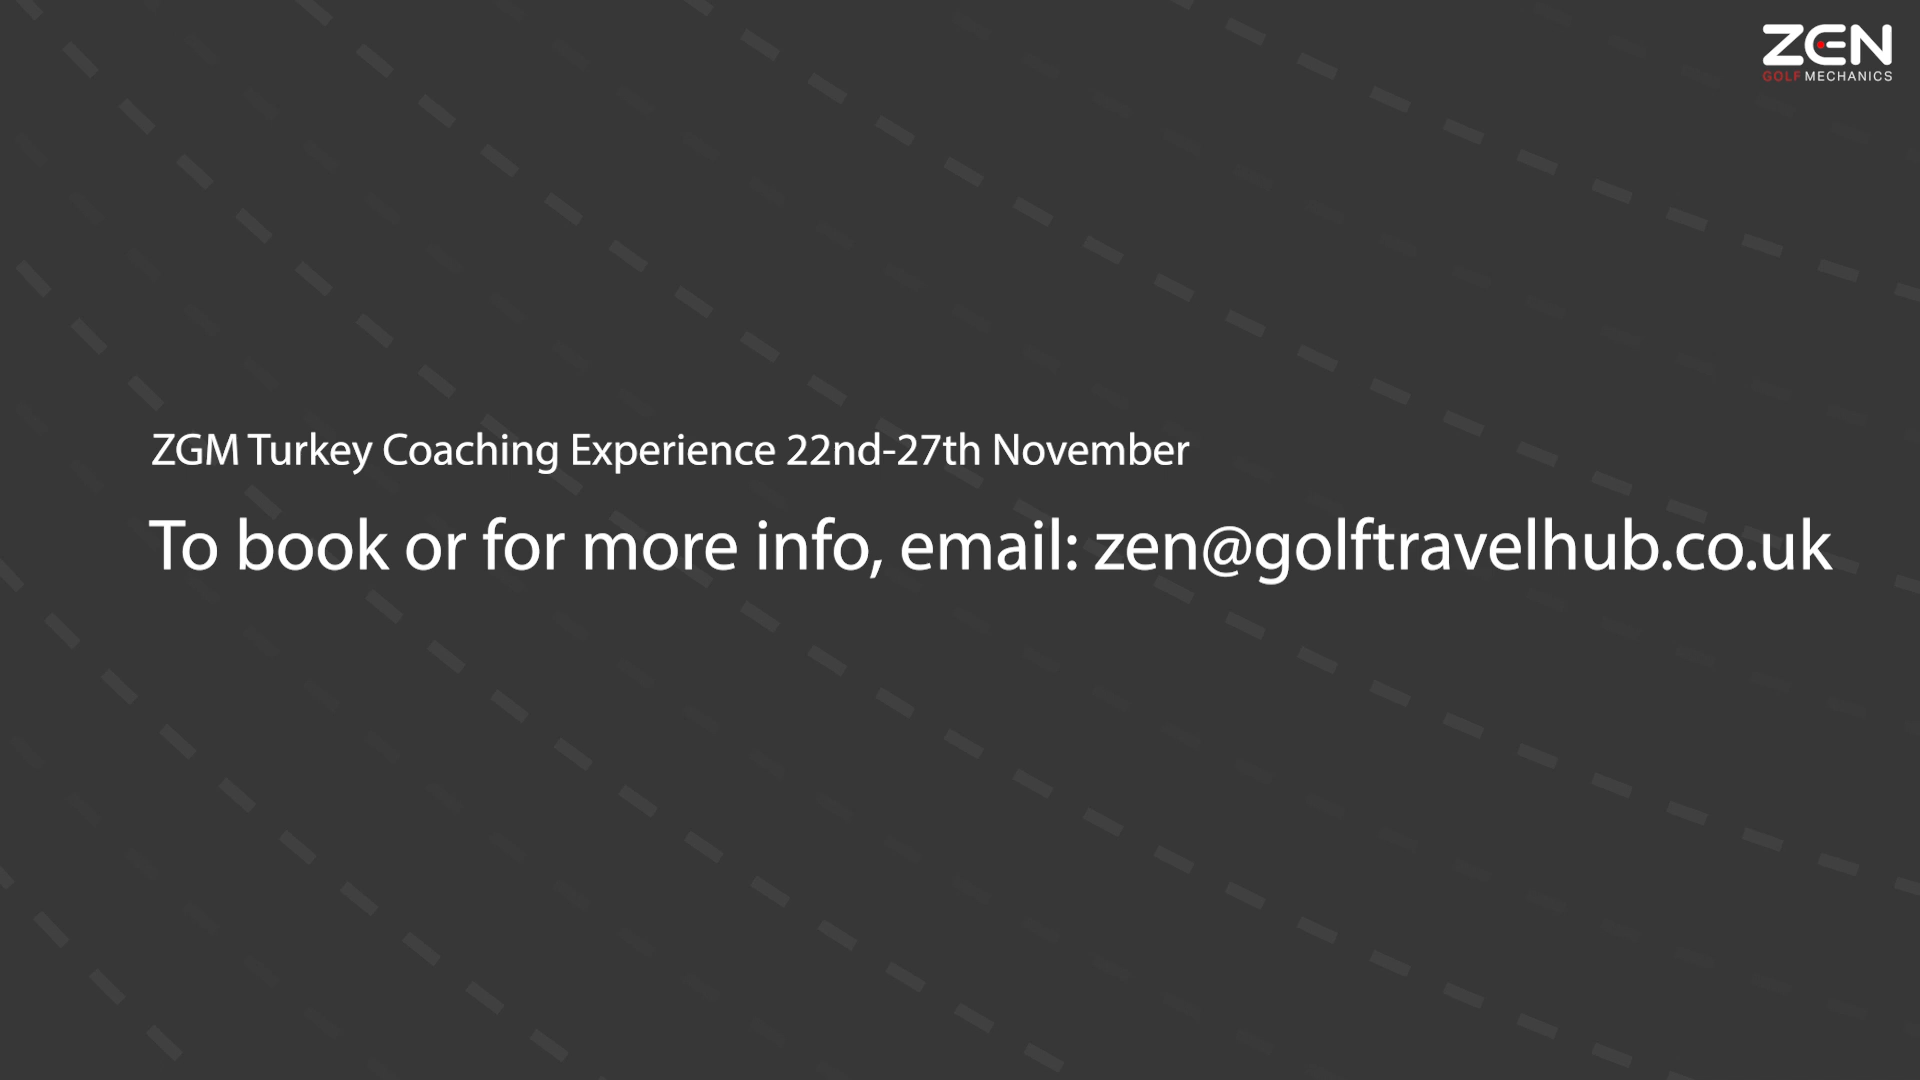 ZEN
GOLF MECHANICS
ZGM Turkey Coaching Experience 22nd-27th November
To book or for more info, email: zen@golftravelhub.co.uk